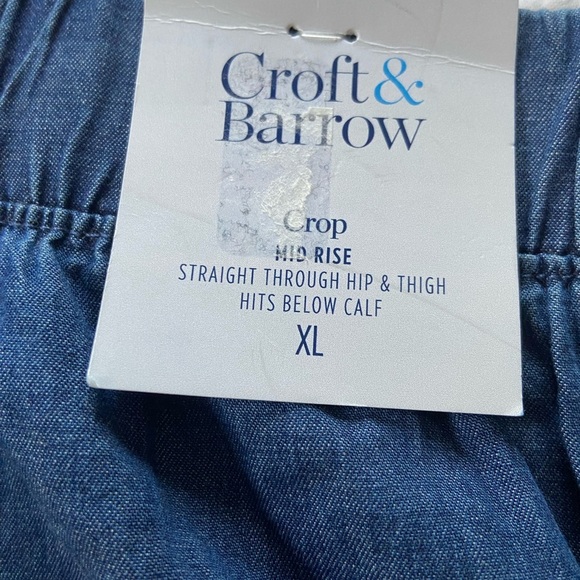 Croft &
Barrow
Crop
MID RISE
STRAIGHT THROUGH HIP & THIGH
HITS BELOW CALF
XL